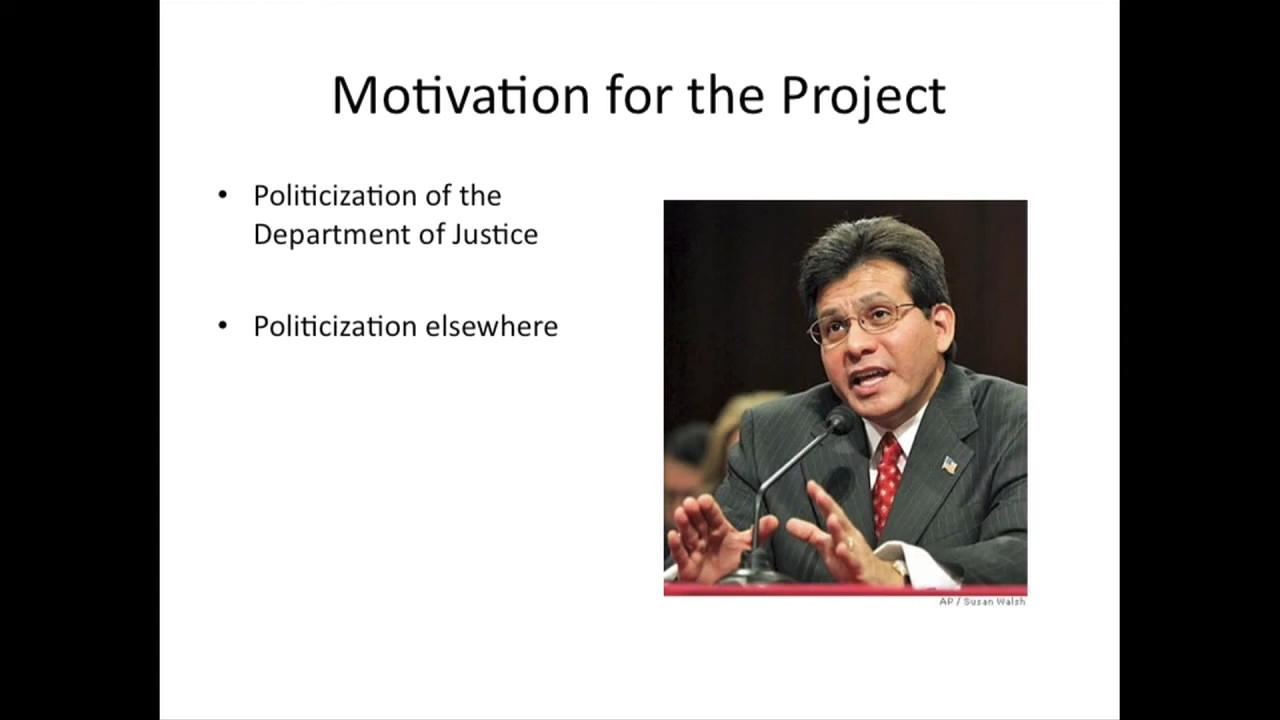 Motivation for the Project
• Politicization of the
Department of Justice
• Politicization elsewhere
AP / Susan Walsh